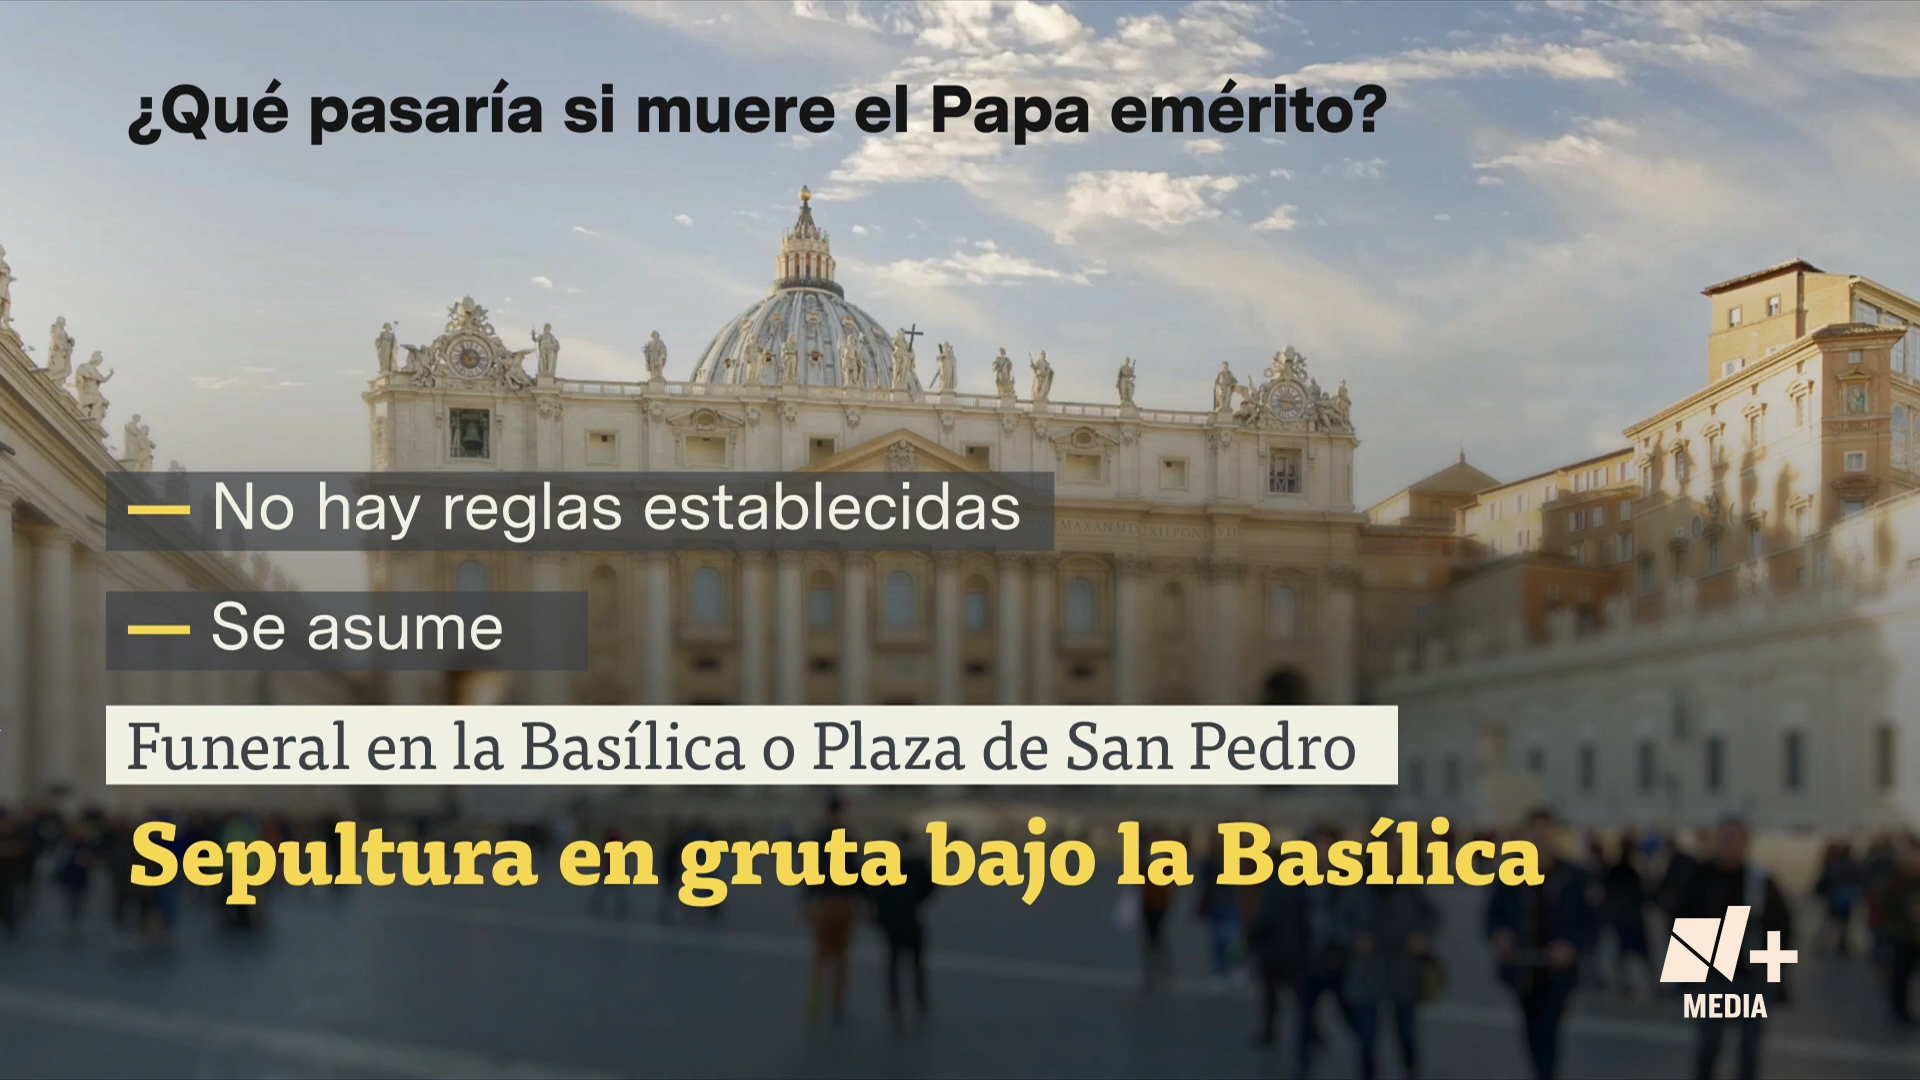 ¿Qué pasaría si muere el Papa emérito?
— No hay reglas establecidas
— Se asume
Funeral en la Basílica o Plaza de San Pedro
Sepultura en gruta bajo la Basílica
N+
MEDIA